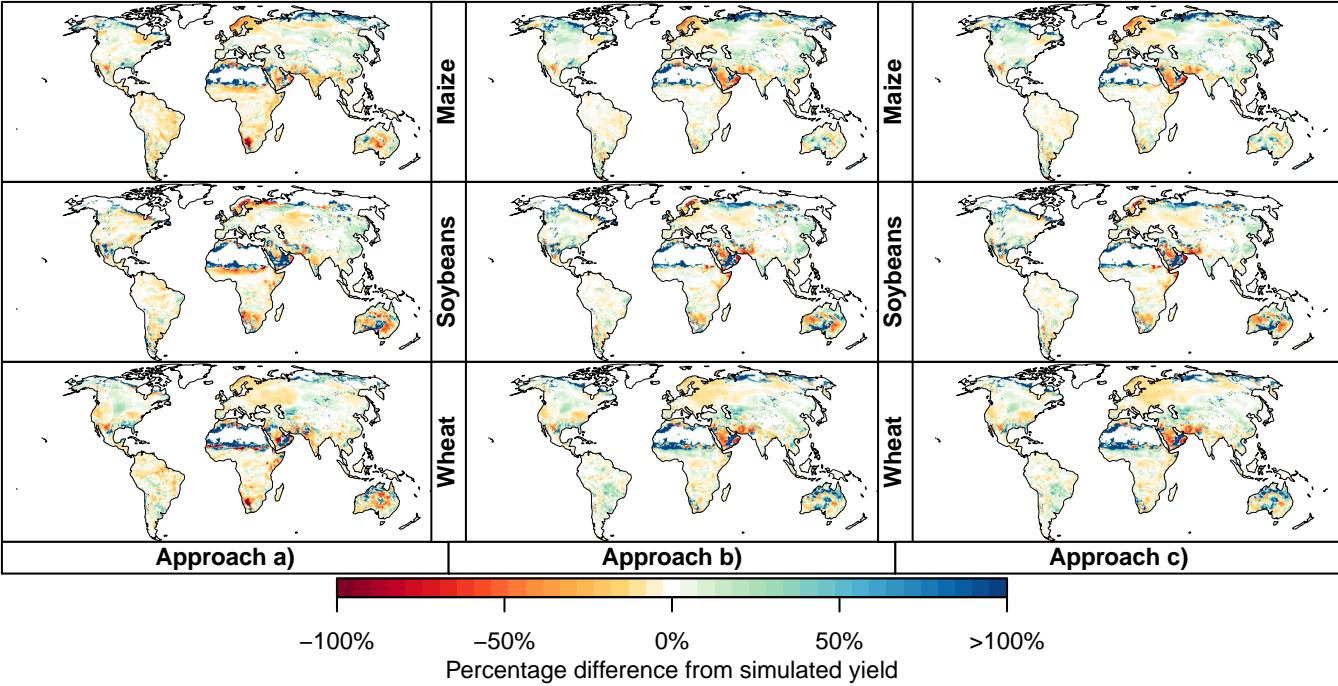 Maize
Maize
Soybeans
Soybeans
Wheat
Wheat
Approach a)
Approach b)
Approach c)
−100%
−50%
0%
50%
>100%
Percentage difference from simulated yield